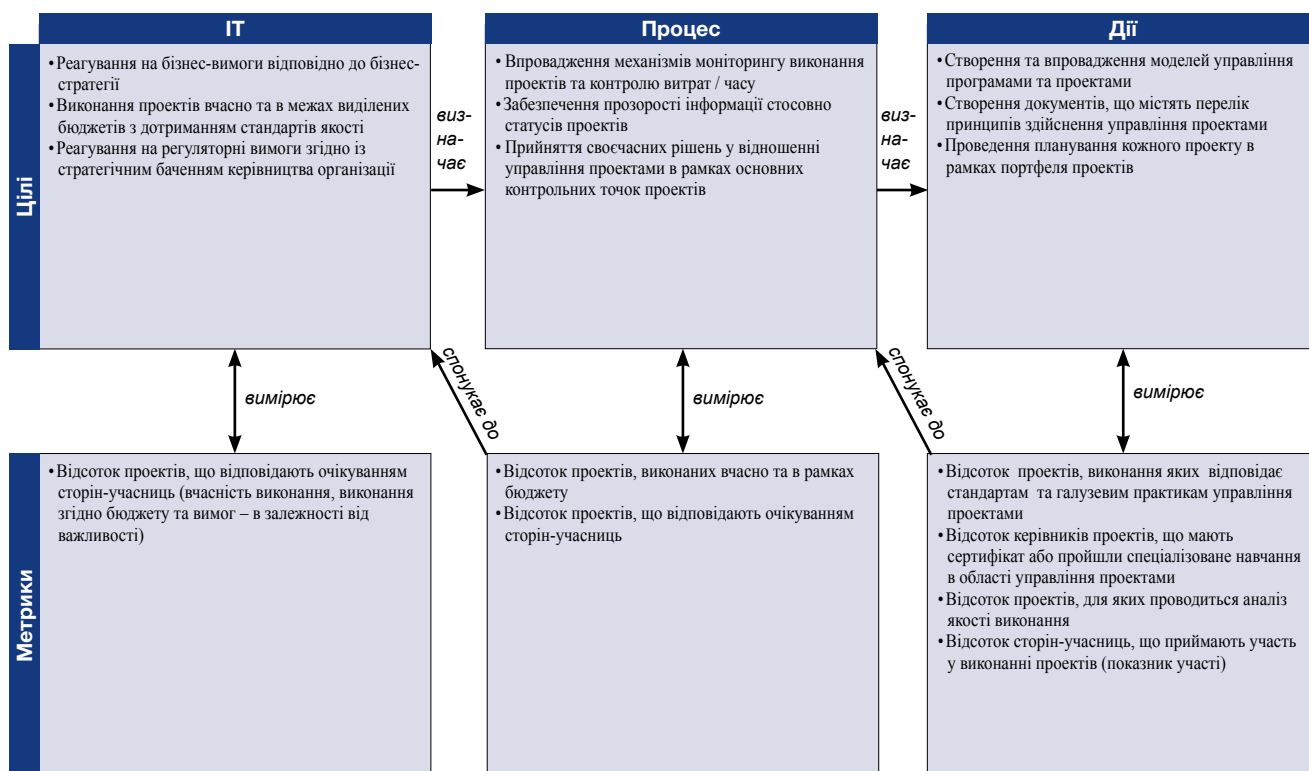 ІТ
Процес
Дії
Цілі
•Реагування на бізнес-вимоги відповідно до бізнес-
стратегії
•Виконання проектів вчасно та в межах виділених
бюджетів з дотриманням стандартів якості
•Реагування на регуляторні вимоги згідно із
стратегічним баченням керівництва організації
виз-
на-
чає
•Впровадження механізмів моніторингу виконання
проектів та контролю витрат / часу
•Забезпечення прозорості інформації стосовно
статусів проектів
•Прийняття своєчасних рішень у відношенні
управління проектами в рамках основних
контрольних точок проектів
виз-
на-
чає
•Створення та впровадження моделей управління
програмами та проектами
•Створення документів, що містять перелік
принципів здійснення управління проектами
•Проведення планування кожного проекту в
рамках портфеля проектів
вимірює
спонукає до
вимірює
спонукає до
вимірює
Метрики
•Відсоток проектів, що відповідають очікуванням
сторін-учасниць (вчасність виконання, виконання
згідно бюджету та вимог – в залежності від
важливості)
•Відсоток проектів, виконаних вчасно та в рамках
бюджету
•Відсоток проектів, що відповідають очікуванням
сторін-учасниць
•Відсоток проектів, виконання яких відповідає
стандартам та галузевим практикам управління
проектами
•Відсоток керівників проектів, що мають
сертифікат або пройшли спеціалізоване навчання
в області управління проектами
•Відсоток проектів, для яких проводиться аналіз
якості виконання
•Відсоток сторін-учасниць, що приймають участь
у виконанні проектів (показник участі)